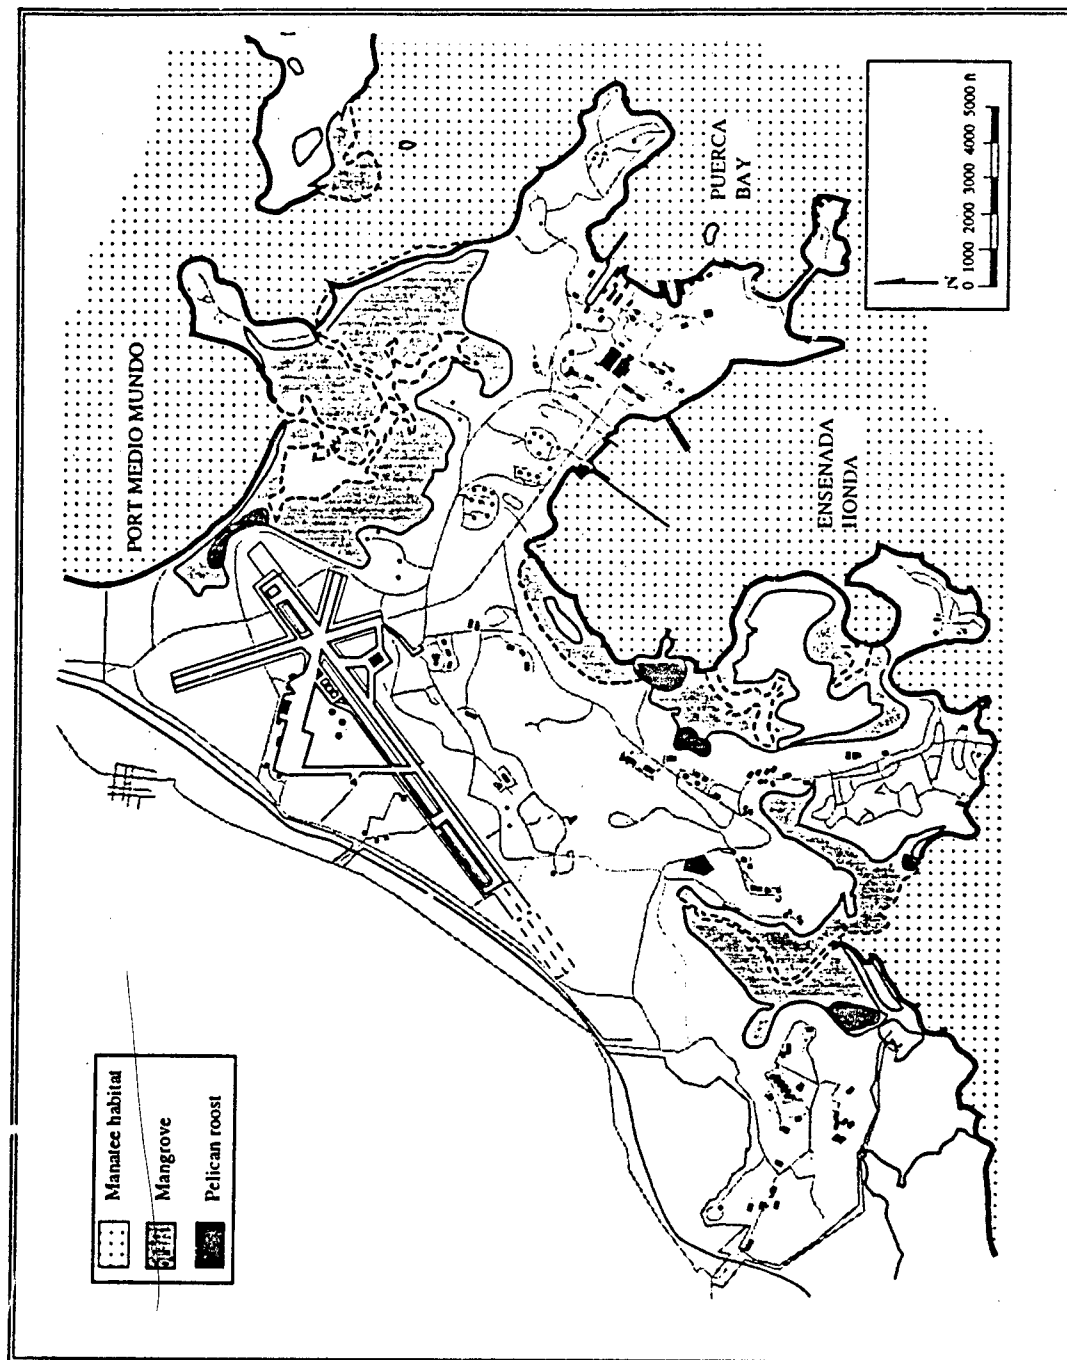 PORT MEDIO MUNDO
PUERCA
BAY
ENSENADA
HONDA
N
0 1000 2000 3000 4000 5000 ft
Manatee habitat
Mangrove
Pelican roost